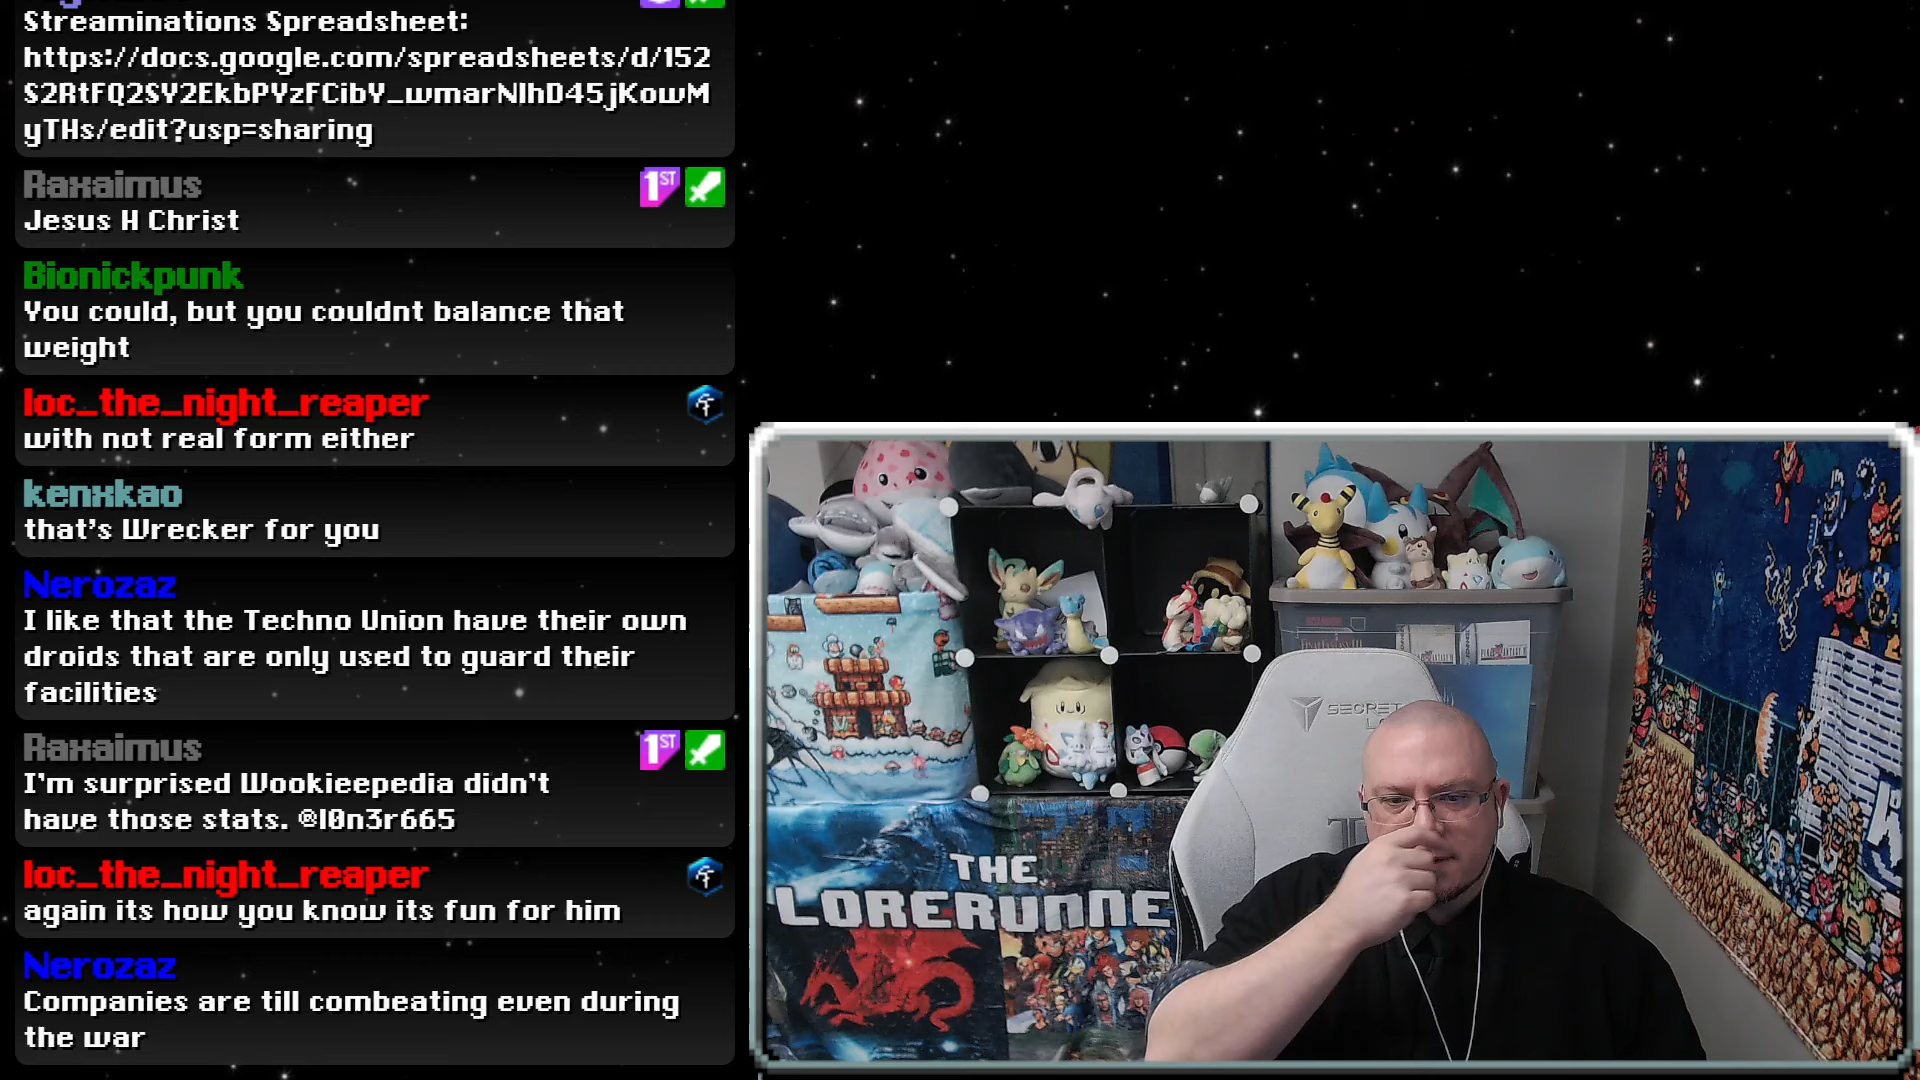 Streaminations Spreadsheet:
https://docs.google.com/spreadsheets/d/152
S2RtFQ2SY2EkbPYzFCibY_wmarNlhD45jKowM
yTHs/edit?usp=sharing
Raxaimus
1ST
Jesus H Christ
Bionickpunk
You could, but you couldnt balance that
weight
loc_the_night_reaper
with not real form either
kenxkao
that's Wrecker for you
Nerozaz
I like that the Techno Union have their own
droids that are only used to guard their
facilities
Raxaimus
1ST
I'm surprised Wookieepedia didn't
have those stats. @l0n3r665
loc_the_night_reaper
again its how you know its fun for him
Nerozaz
Companies are till combeating even during
the war
SECRET
THE
LORERUNNE